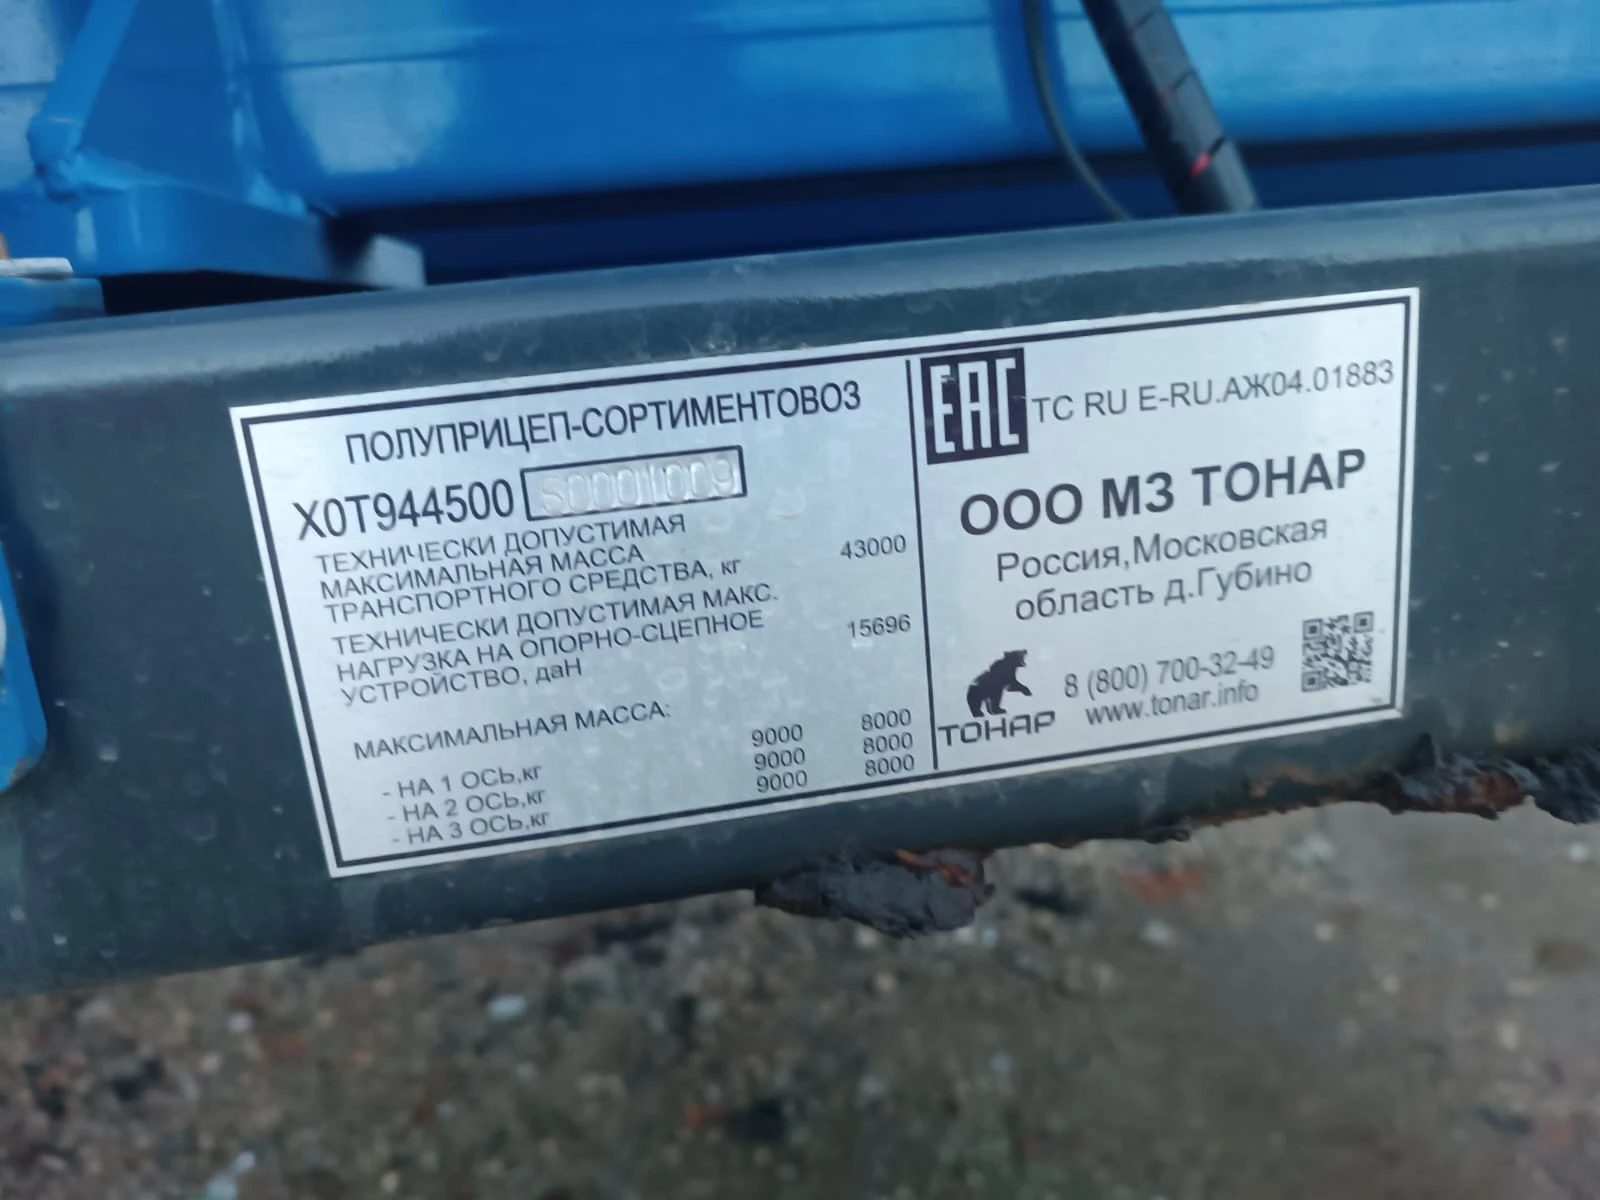 ПОЛУПРИЦЕП-СОРТИМЕНТОВОЗ
X0T944500 S0001009
ТЕХНИЧЕСКИ ДОПУСТИМАЯ
МАКСИМАЛЬНАЯ МАССА
ТРАНСПОРТНОГО СРЕДСТВА, кг 43000
ТЕХНИЧЕСКИ ДОПУСТИМАЯ МАКС.
НАГРУЗКА НА ОПОРНО-СЦЕПНОЕ 15696
УСТРОЙСТВО, даН
МАКСИМАЛЬНАЯ МАССА:
- НА 1 ОСЬ,кг 9000 8000
- НА 2 ОСЬ,кг 9000 8000
- НА 3 ОСЬ,кг 9000 8000
EAC ТС RU E-RU.АЖ04.01883
ООО МЗ ТОНАР
Россия,Московская
область д.Губино
ТОНАР
8 (800) 700-32-49
www.tonar.info